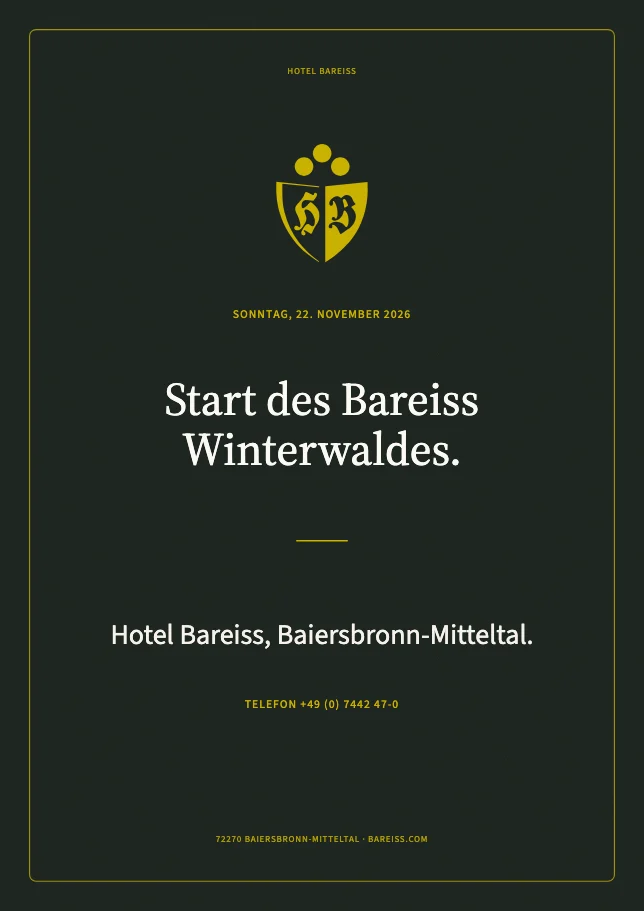 HOTEL BAREISS
H B
SONNTAG, 22. NOVEMBER 2026
Start des Bareiss
Winterwaldes.
Hotel Bareiss, Baiersbronn-Mitteltal.
TELEFON +49 (0) 7442 47-0
72270 BAIERSBRONN-MITTELTAL · BAREISS.COM